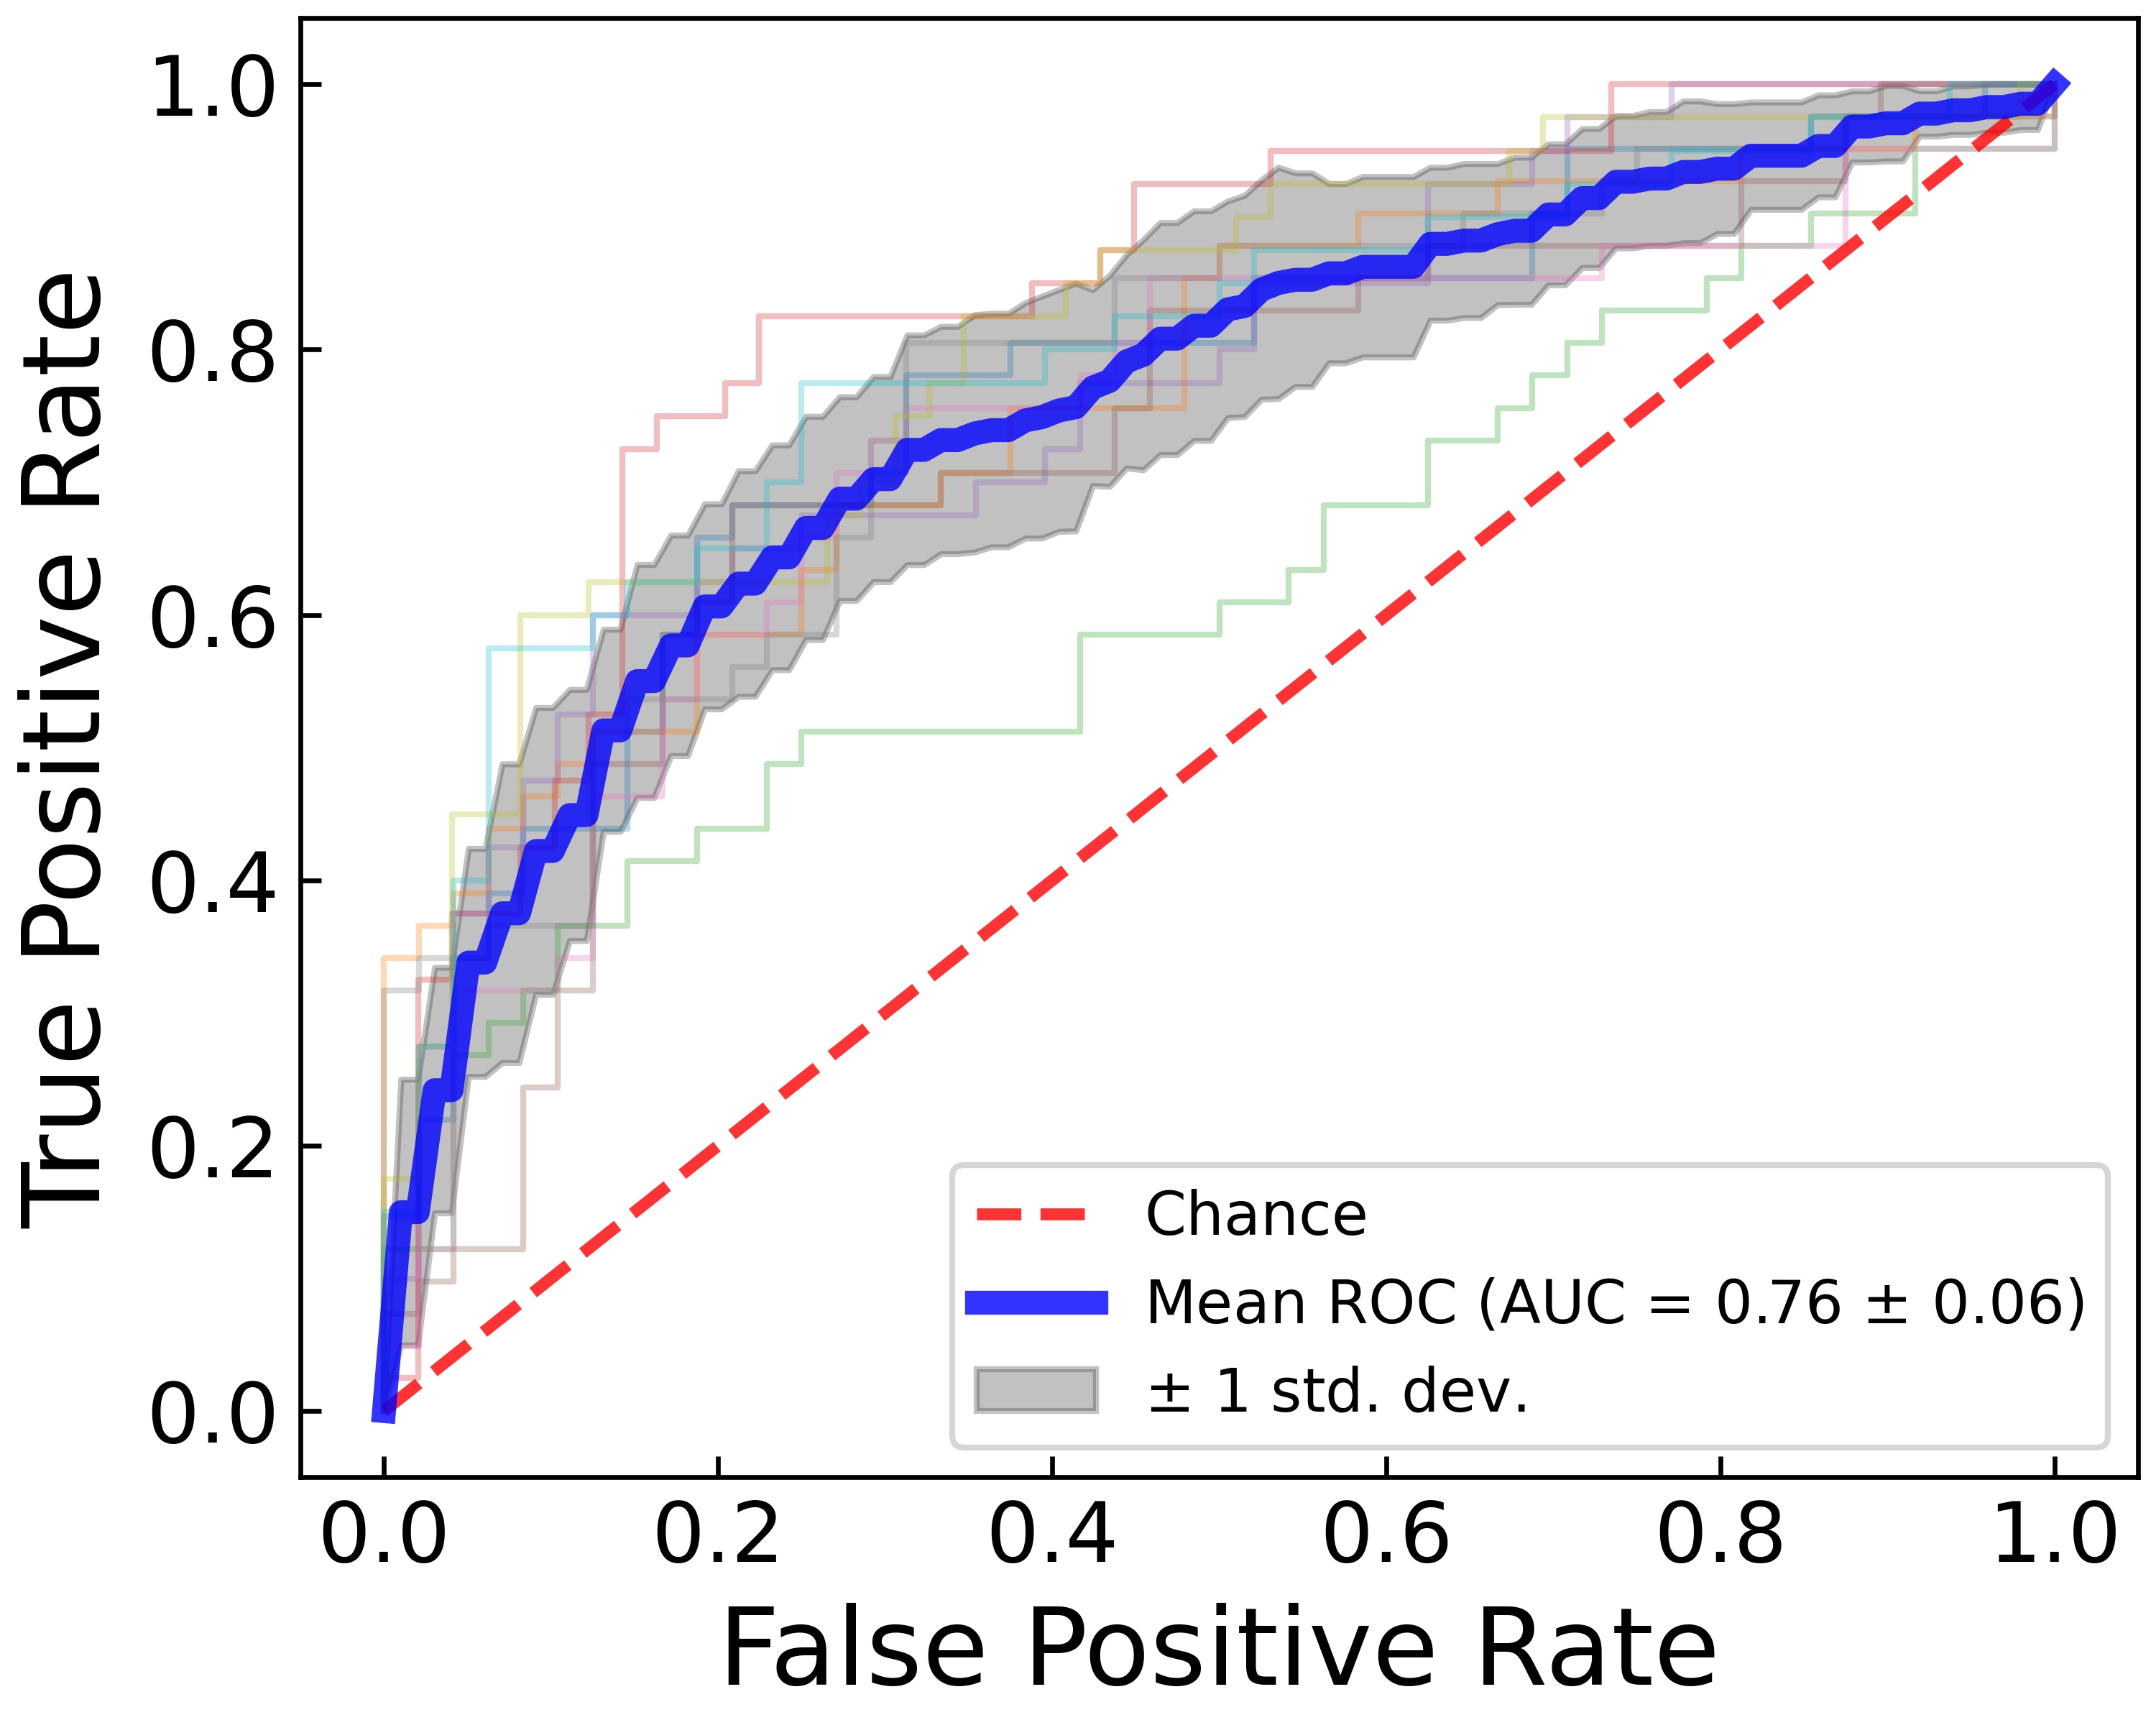 True Positive Rate
1.0
0.8
0.6
0.4
0.2
0.0
Chance
Mean ROC (AUC = 0.76 ± 0.06)
± 1 std. dev.
0.0 0.2 0.4 0.6 0.8 1.0
False Positive Rate